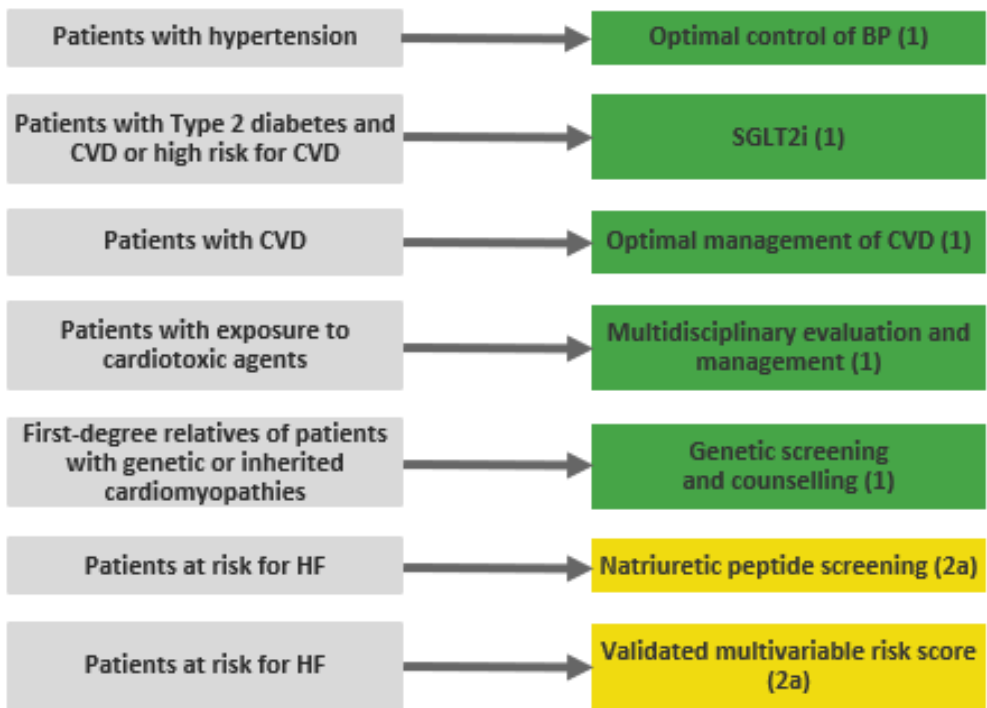 Patients with hypertension
Optimal control of BP (1)
Patients with Type 2 diabetes and
CVD or high risk for CVD
SGLT2i (1)
Patients with CVD
Optimal management of CVD (1)
Patients with exposure to
cardiotoxic agents
Multidisciplinary evaluation and
management (1)
First-degree relatives of patients
with genetic or inherited
cardiomyopathies
Genetic screening
and counselling (1)
Patients at risk for HF
Natriuretic peptide screening (2a)
Patients at risk for HF
Validated multivariable risk score
(2a)